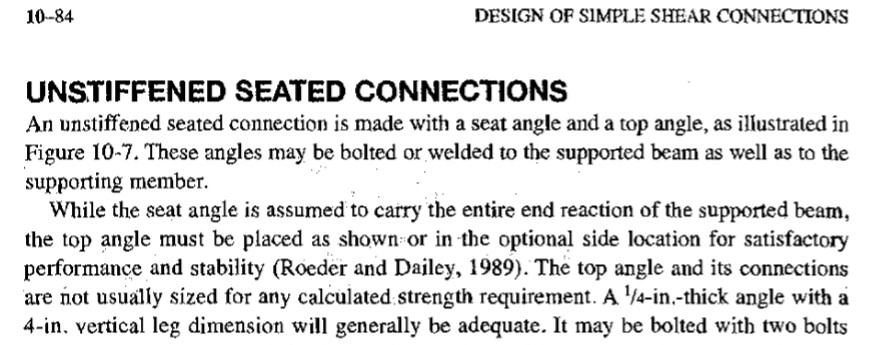 10–84 DESIGN OF SIMPLE SHEAR CONNECTIONS
UNSTIFFENED SEATED CONNECTIONS
An unstiffened seated connection is made with a seat angle and a top angle, as illustrated in
Figure 10-7. These angles may be bolted or welded to the supported beam as well as to the
supporting member.
While the seat angle is assumed to carry the entire end reaction of the supported beam,
the top angle must be placed as shown or in the optional side location for satisfactory
performance and stability (Roeder and Dailey, 1989). The top angle and its connections
are not usually sized for any calculated strength requirement. A 1/4-in.-thick angle with a
4-in. vertical leg dimension will generally be adequate. It may be bolted with two bolts